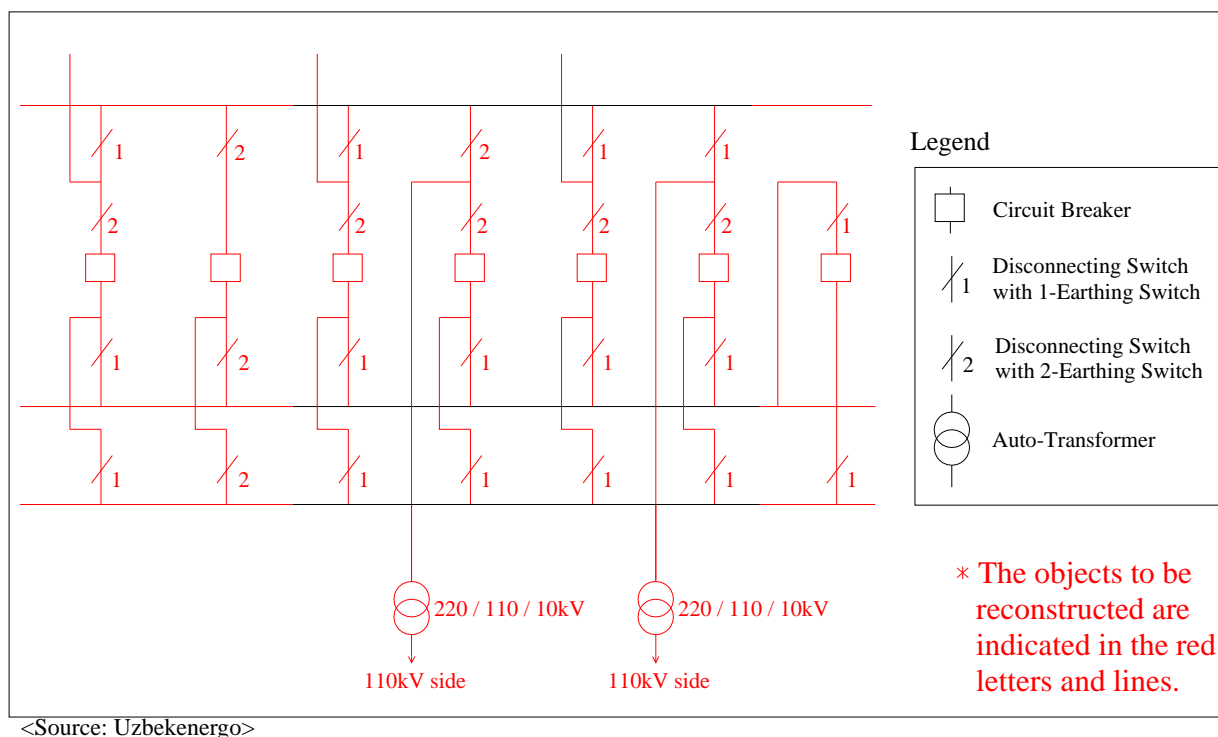 1 2 1 2 1 1
Legend
2 2 2 2 2 1
Circuit Breaker
Disconnecting Switch
1 with 1-Earthing Switch
1 2 1 1 1 1
Disconnecting Switch
2 with 2-Earthing Switch
Auto-Transformer
1 2 1 1 1 1 1
* The objects to be
reconstructed are
indicated in the red
letters and lines.
220 / 110 / 10kV 220 / 110 / 10kV
110kV side 110kV side
<Source: Uzbekenergo>